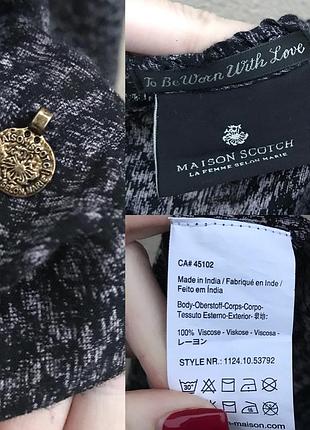 To Be Worn With Love
MAISON SCOTCH
LA FEMME SELON MARIE
CA# 45102
Made in India / Fabriqué en Inde /
Feito em Índia
Body-Oberstoff-Corps-Corpo-
Tessuto Esterno-Exterior-
100% Viscose - Viskose - Viscosa -
レーヨン
STYLE NR.: 1124.10.53792
-maison.com